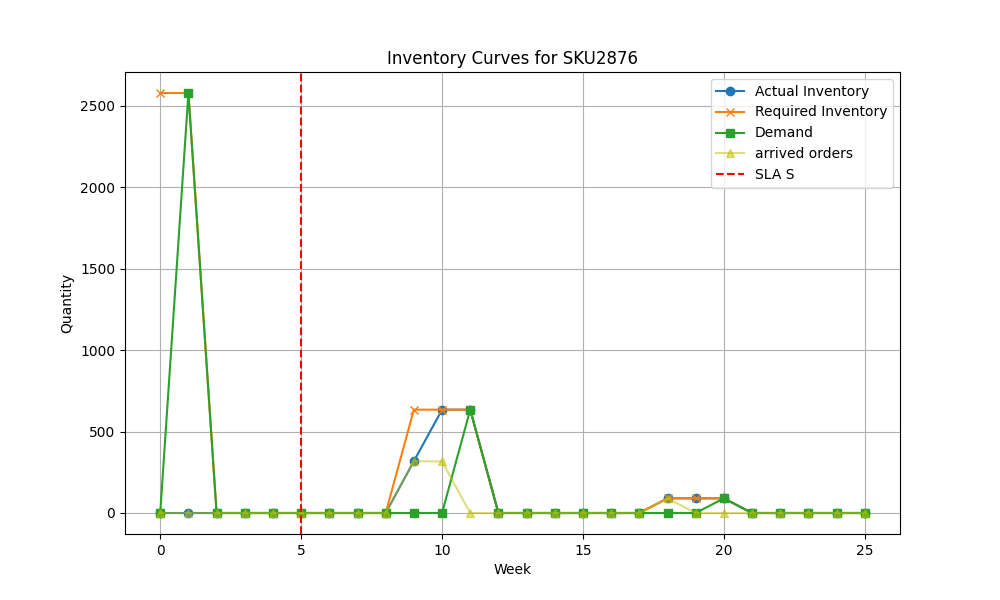 Inventory Curves for SKU2876
Actual Inventory
Required Inventory
Demand
arrived orders
SLA S
Quantity
2500
2000
1500
1000
500
0
0 5 10 15 20 25
Week